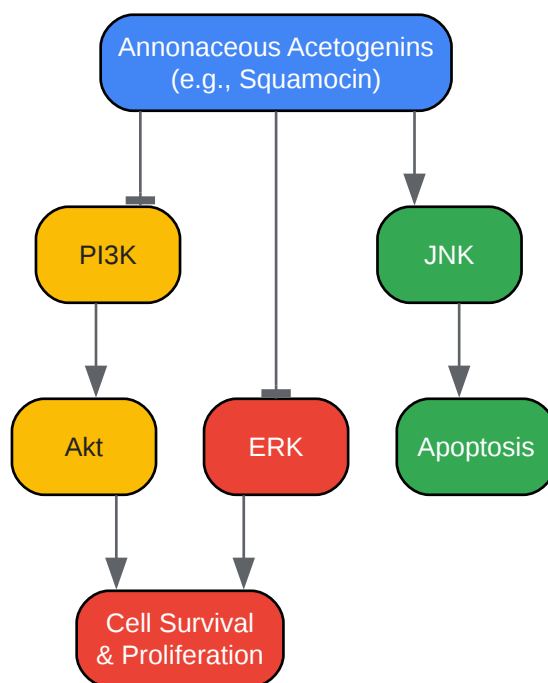 Annonaceous Acetogenins
(e.g., Squamocin)
PI3K
JNK
Akt
ERK
Apoptosis
Cell Survival
& Proliferation